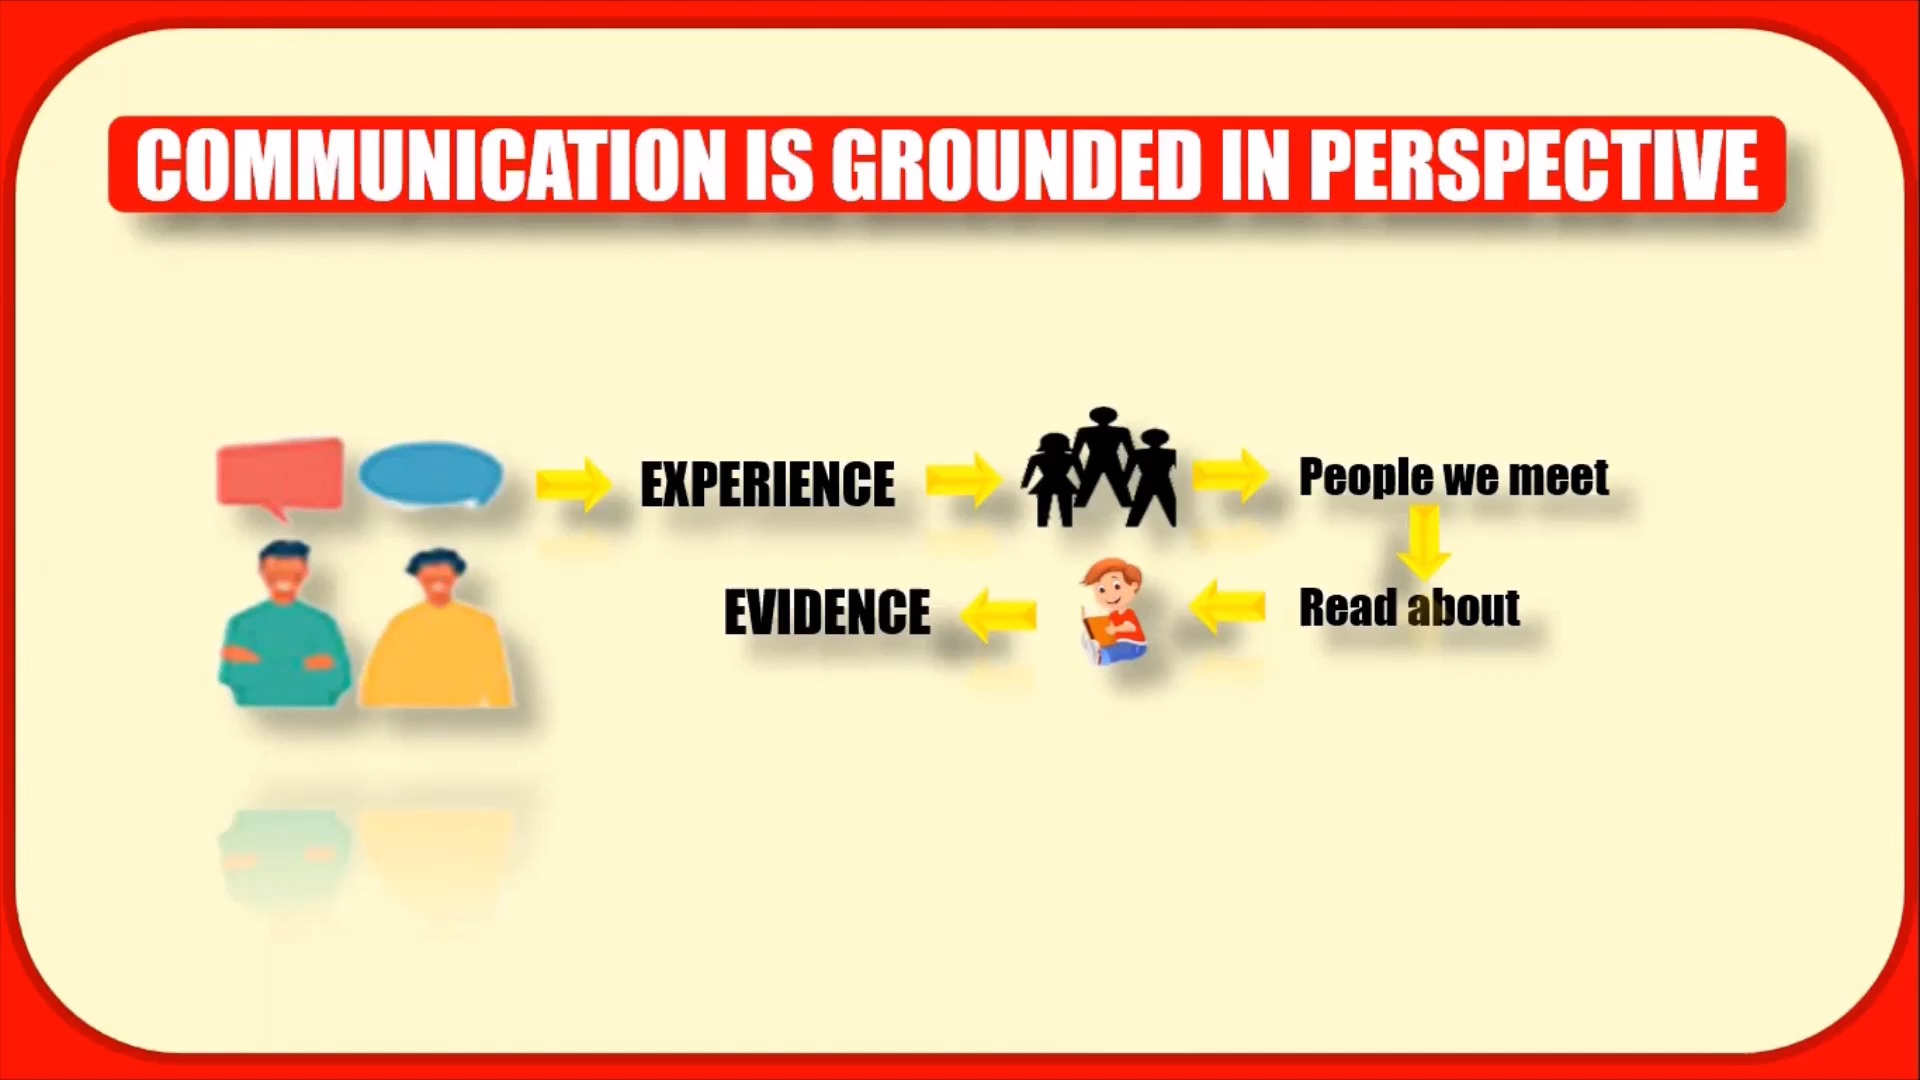 COMMUNICATION IS GROUNDED IN PERSPECTIVE
EXPERIENCE
People we meet
Read about
EVIDENCE